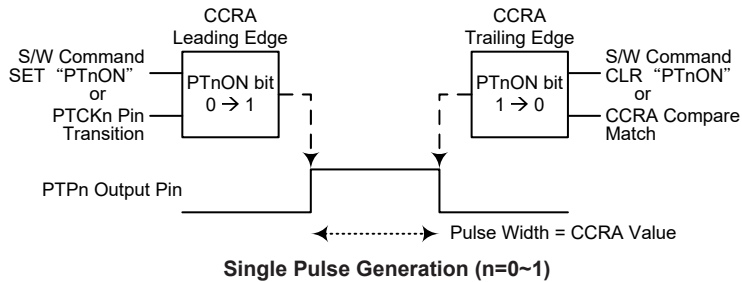 CCRA
Leading Edge
S/W Command
SET “PTnON”
or
PTCKn Pin
Transition
PTnON bit
0 → 1
CCRA
Trailing Edge
PTnON bit
1 → 0
S/W Command
CLR “PTnON”
or
CCRA Compare
Match
PTPn Output Pin
Pulse Width = CCRA Value
Single Pulse Generation (n=0~1)